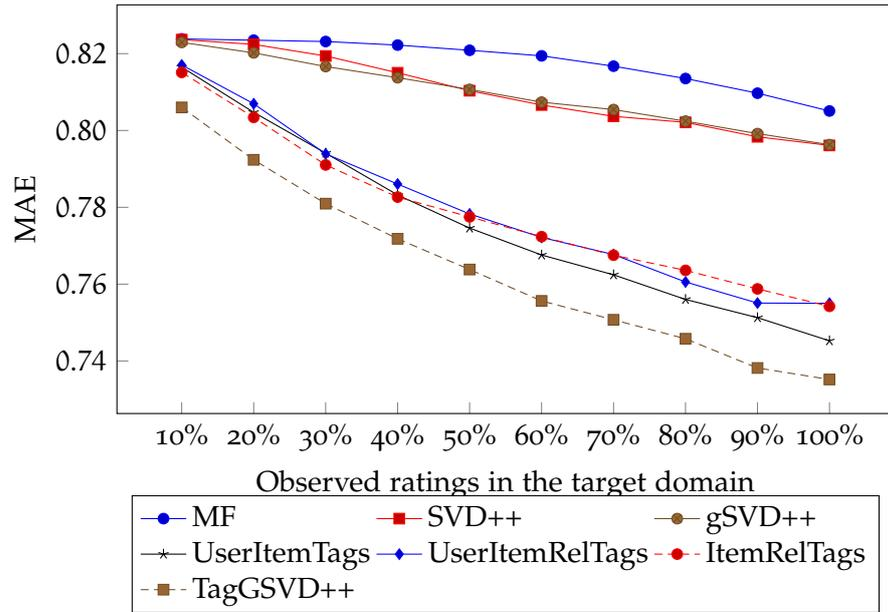 0.82
0.80
0.78
0.76
0.74
MAE
10% 20% 30% 40% 50% 60% 70% 80% 90% 100%
Observed ratings in the target domain
MF SVD++ gSVD++
UserItemTags UserItemRelTags ItemRelTags
TagGSVD++